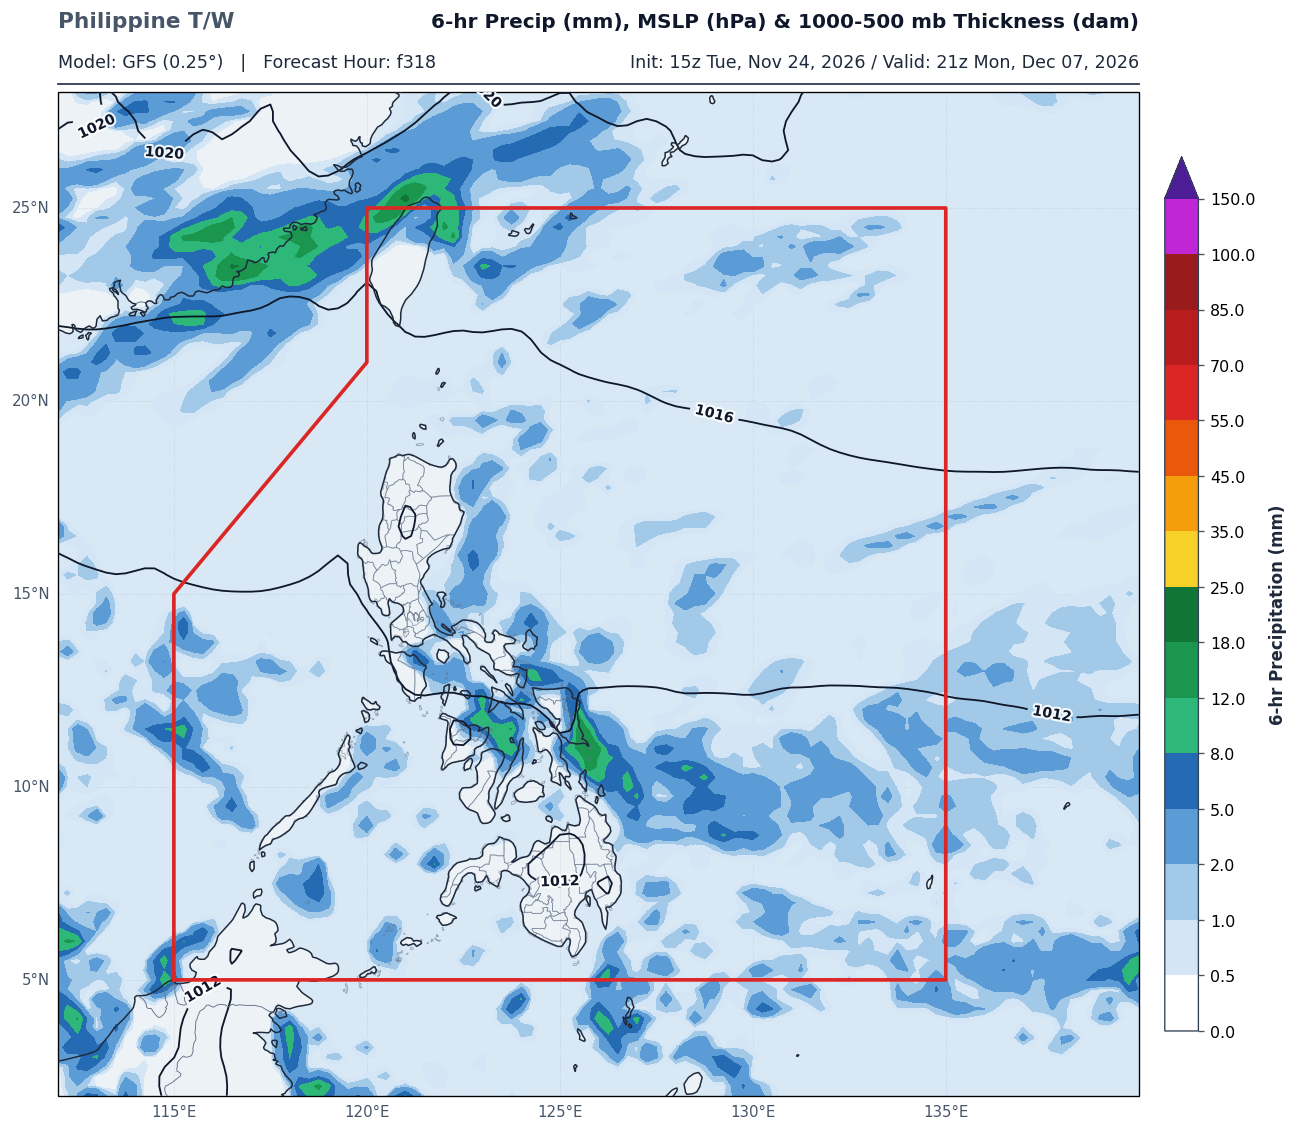 Philippine T/W
6-hr Precip (mm), MSLP (hPa) & 1000-500 mb Thickness (dam)
Model: GFS (0.25°) | Forecast Hour: f318
Init: 15z Tue, Nov 24, 2026 / Valid: 21z Mon, Dec 07, 2026
20
1020
1020
1016
1012
1012
1012
25°N
20°N
15°N
10°N
5°N
115°E
120°E
125°E
130°E
135°E
150.0
100.0
85.0
70.0
55.0
45.0
35.0
25.0
18.0
12.0
8.0
5.0
2.0
1.0
0.5
0.0
6-hr Precipitation (mm)